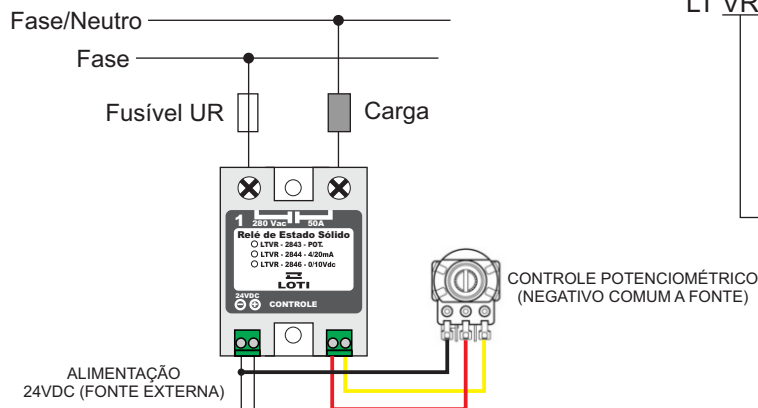 Fase/Neutro
LT VR
Fase
Fusível UR
Carga
1
280 Vac
50A
Relé de Estado Sólido
LTVR - 2843 - POT.
LTVR - 2844 - 4/20mA
LTVR - 2846 - 0/10Vdc
LOTI
24VDC
CONTROLE
CONTROLE POTENCIOMÉTRICO
(NEGATIVO COMUM A FONTE)
ALIMENTAÇÃO
24VDC (FONTE EXTERNA)